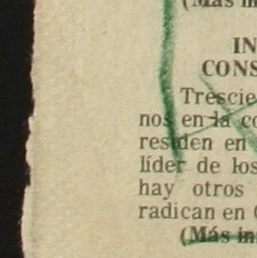 (Más in
IN
CONS
Trescie
nos en la co
residen en
líder de los
hay otros
radican en
(Más in